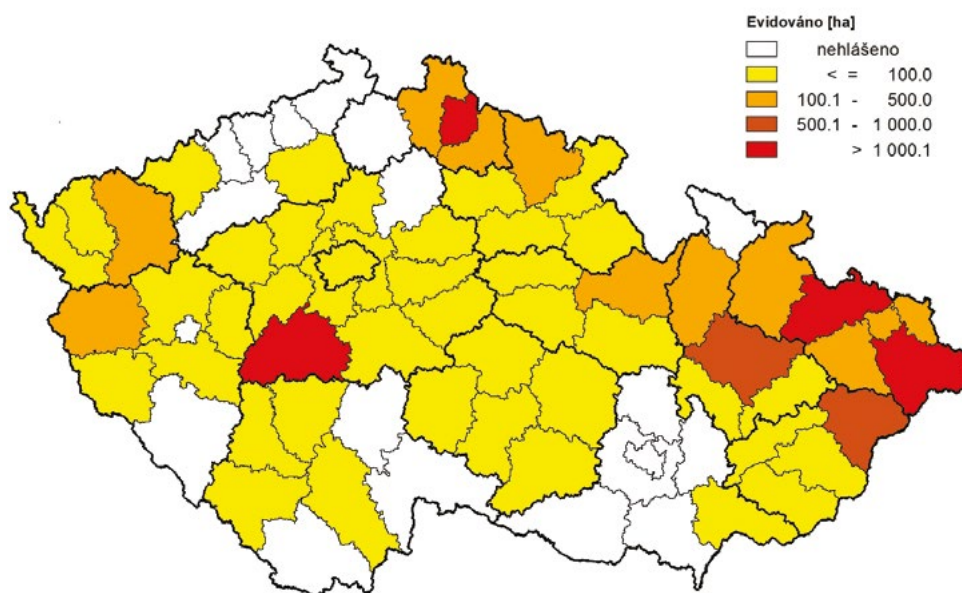 Evidováno [ha]
nehlášeno
< = 100.0
100.1 - 500.0
500.1 - 1 000.0
> 1 000.1